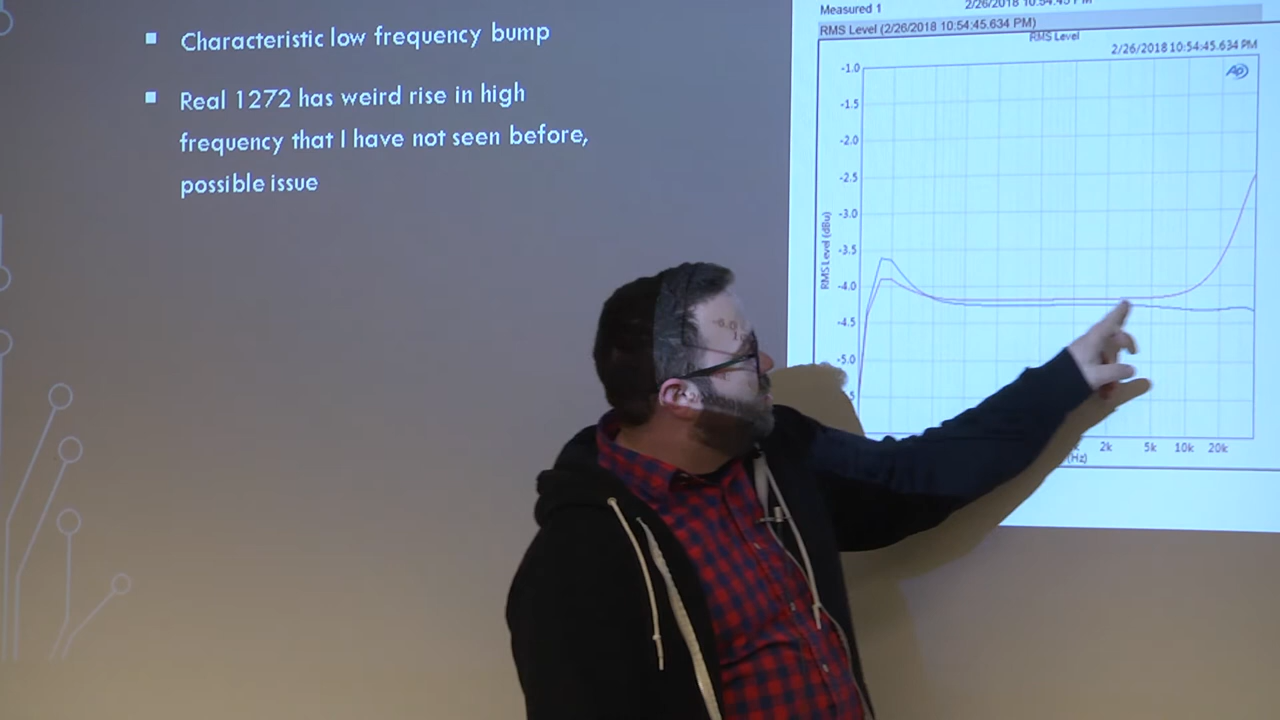 ▪ Characteristic low frequency bump
▪ Real 1272 has weird rise in high
frequency that I have not seen before,
possible issue
Measured 1
2/26/2018 10:54:45 PM
RMS Level (2/26/2018 10:54:45.634 PM)
RMS Level
2/26/2018 10:54:45.634 PM
AP
-1.0
-1.5
-2.0
-2.5
-3.0
-3.5
-4.0
-4.5
-5.0
RMS Level (dBu)
2k 5k 10k 20k
(Hz)